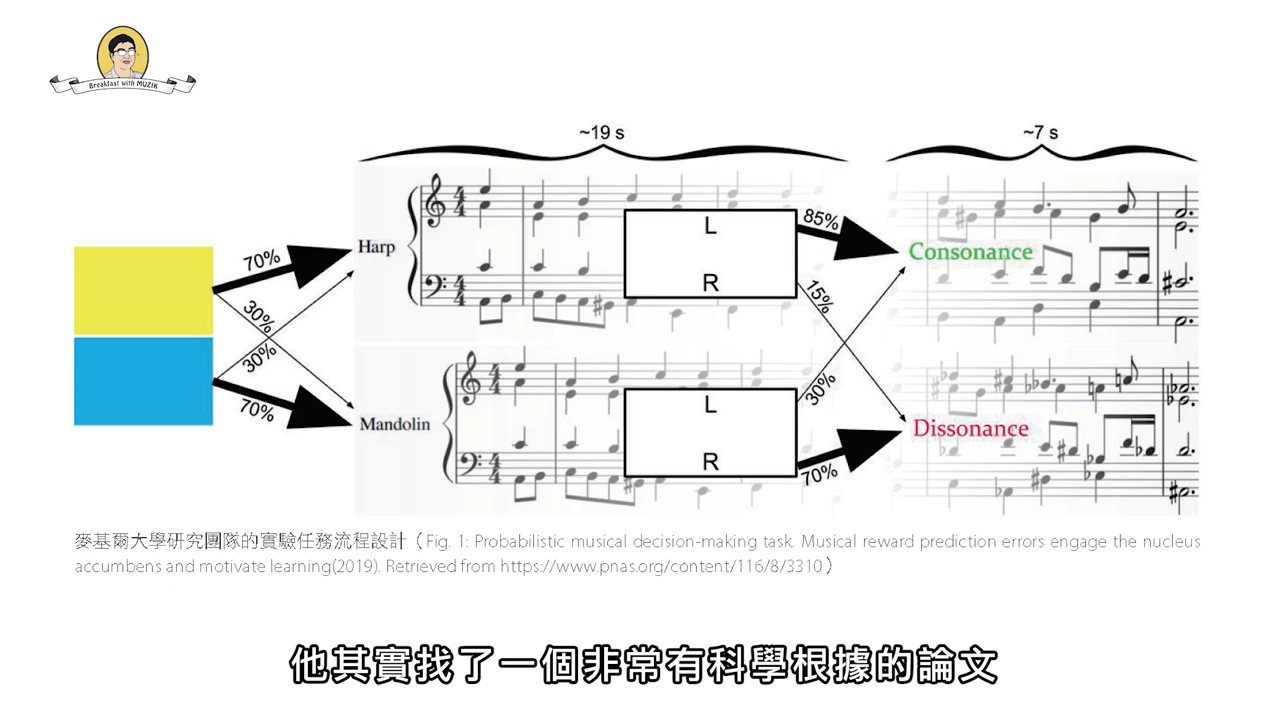 Breakfast with MUZIK
~19 s
~7 s
70%
30%
30%
70%
Harp
Mandolin
L
R
L
R
85%
15%
30%
70%
Consonance
Dissonance
麥基爾大學研究團隊的實驗任務流程設計（Fig. 1: Probabilistic musical decision-making task. Musical reward prediction errors engage the nucleus
accumbens and motivate learning(2019). Retrieved from https://www.pnas.org/content/116/8/3310）
他其實找了一個非常有科學根據的論文